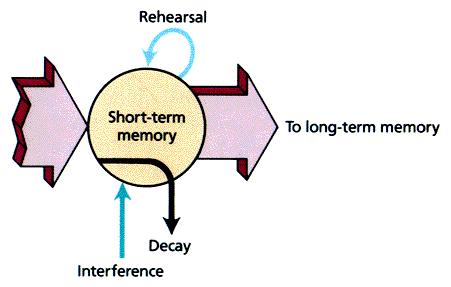 Rehearsal
Short-term
memory
To long-term memory
Decay
Interference